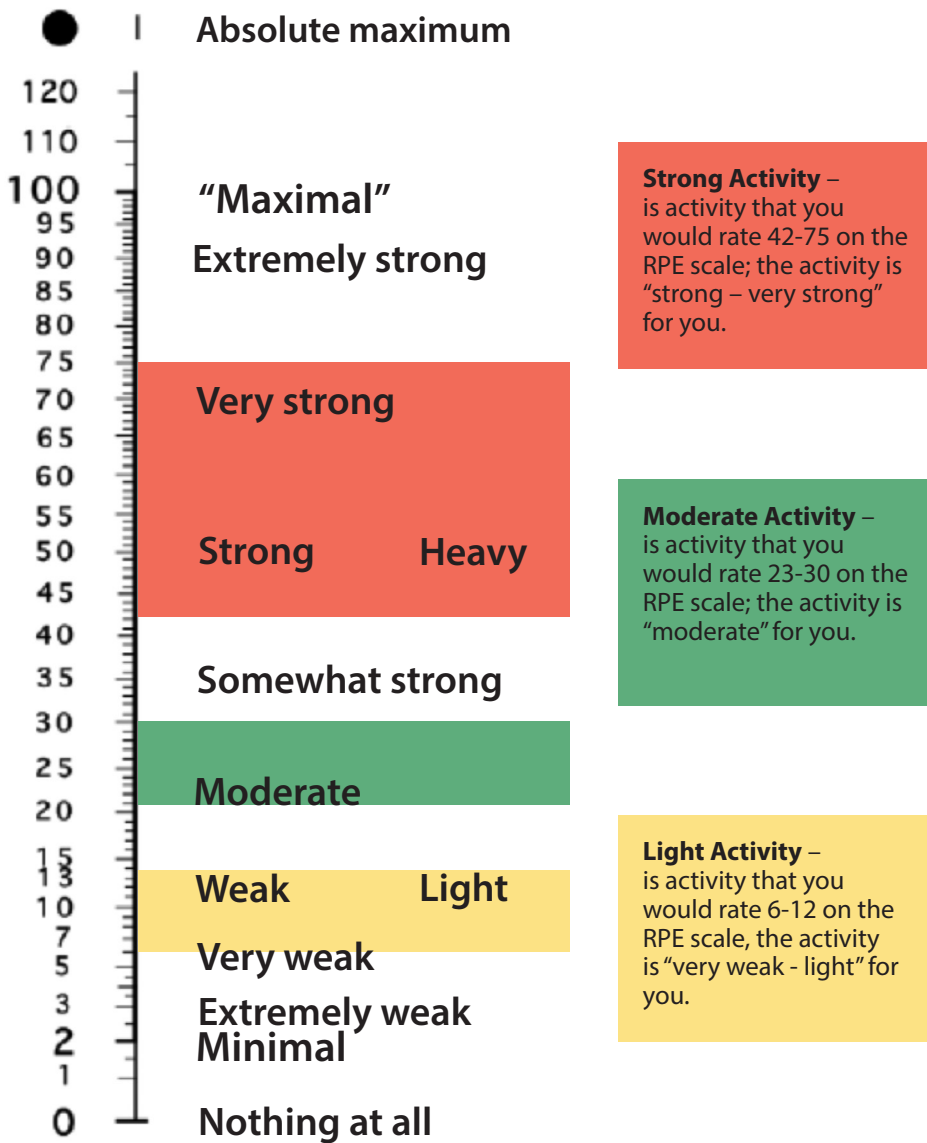 Absolute maximum
120
110
100 “Maximal”
95
90 Extremely strong
85
80
75
70 Very strong
65
60
55
50 Strong Heavy
45
40
35 Somewhat strong
30
25
Moderate
20
15
13 Weak Light
10
7
5 Very weak
3 Extremely weak
2 Minimal
1
0 Nothing at all
Strong Activity –
is activity that you
would rate 42-75 on the
RPE scale; the activity is
“strong – very strong”
for you.
Moderate Activity –
is activity that you
would rate 23-30 on the
RPE scale; the activity is
“moderate” for you.
Light Activity –
is activity that you
would rate 6-12 on the
RPE scale, the activity
is “very weak - light” for
you.